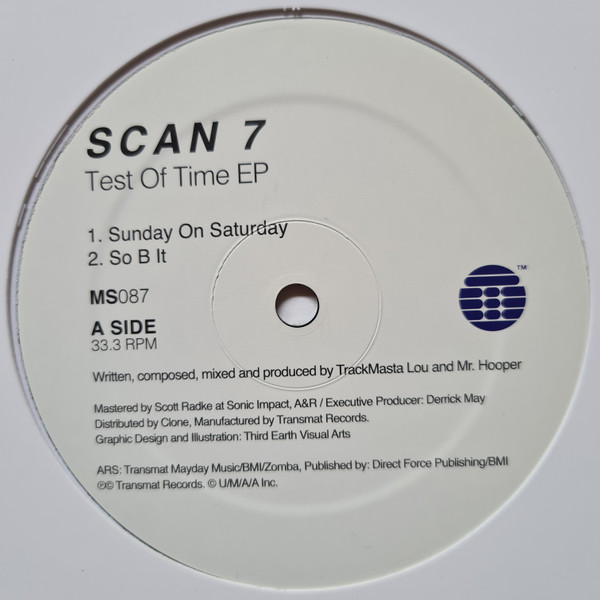 SCAN 7
Test Of Time EP
1. Sunday On Saturday
2. So B It
MS087
A SIDE
33.3 RPM
TM
Written, composed, mixed and produced by TrackMasta Lou and Mr. Hooper
Mastered by Scott Radke at Sonic Impact, A&R / Executive Producer: Derrick May
Distributed by Clone, Manufactured by Transmat Records.
Graphic Design and Illustration: Third Earth Visual Arts
ARS: Transmat Mayday Music/BMI/Zomba, Published by: Direct Force Publishing/BMI
℗© Transmat Records. © U/M/A/A Inc.